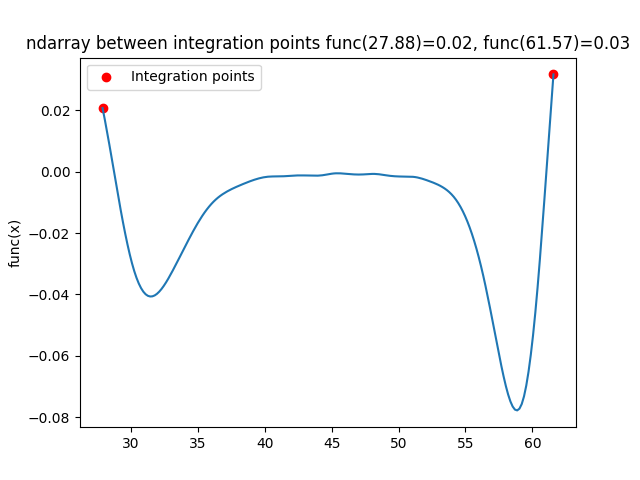 ndarray between integration points func(27.88)=0.02, func(61.57)=0.03
Integration points
func(x)
0.02
0.00
−0.02
−0.04
−0.06
−0.08
30 35 40 45 50 55 60